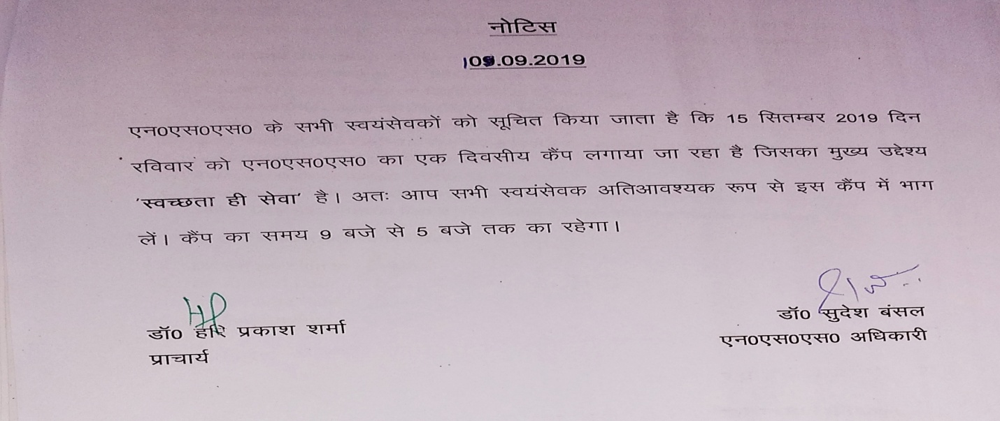 नोटिस
09.09.2019
एन0एस0एस0 के सभी स्वयंसेवकों को सूचित किया जाता है कि 15 सितम्बर 2019 दिन
रविवार को एन0एस0एस0 का एक दिवसीय कैंप लगाया जा रहा है जिसका मुख्य उद्देश्य
'स्वच्छता ही सेवा' है। अतः आप सभी स्वयंसेवक अतिआवश्यक रूप से इस कैंप में भाग
लें। कैंप का समय 9 बजे से 5 बजे तक का रहेगा।
डॉ0 हरि प्रकाश शर्मा
प्राचार्य
डॉ0 सुदेश बंसल
एन0एस0एस0 अधिकारी